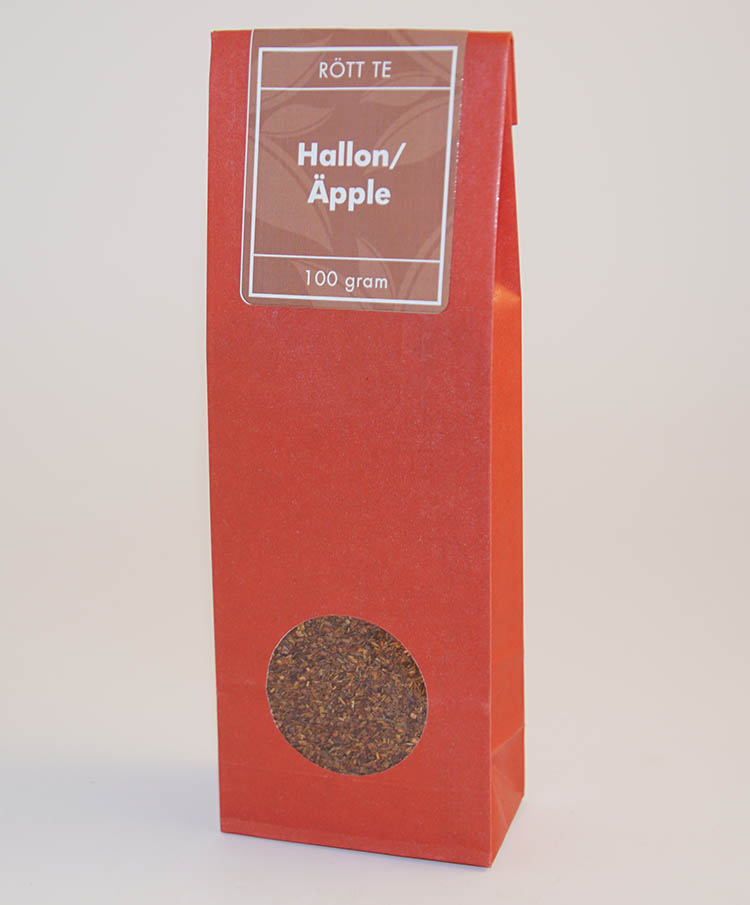 RÖTT TE
Hallon/
Äpple
100 gram